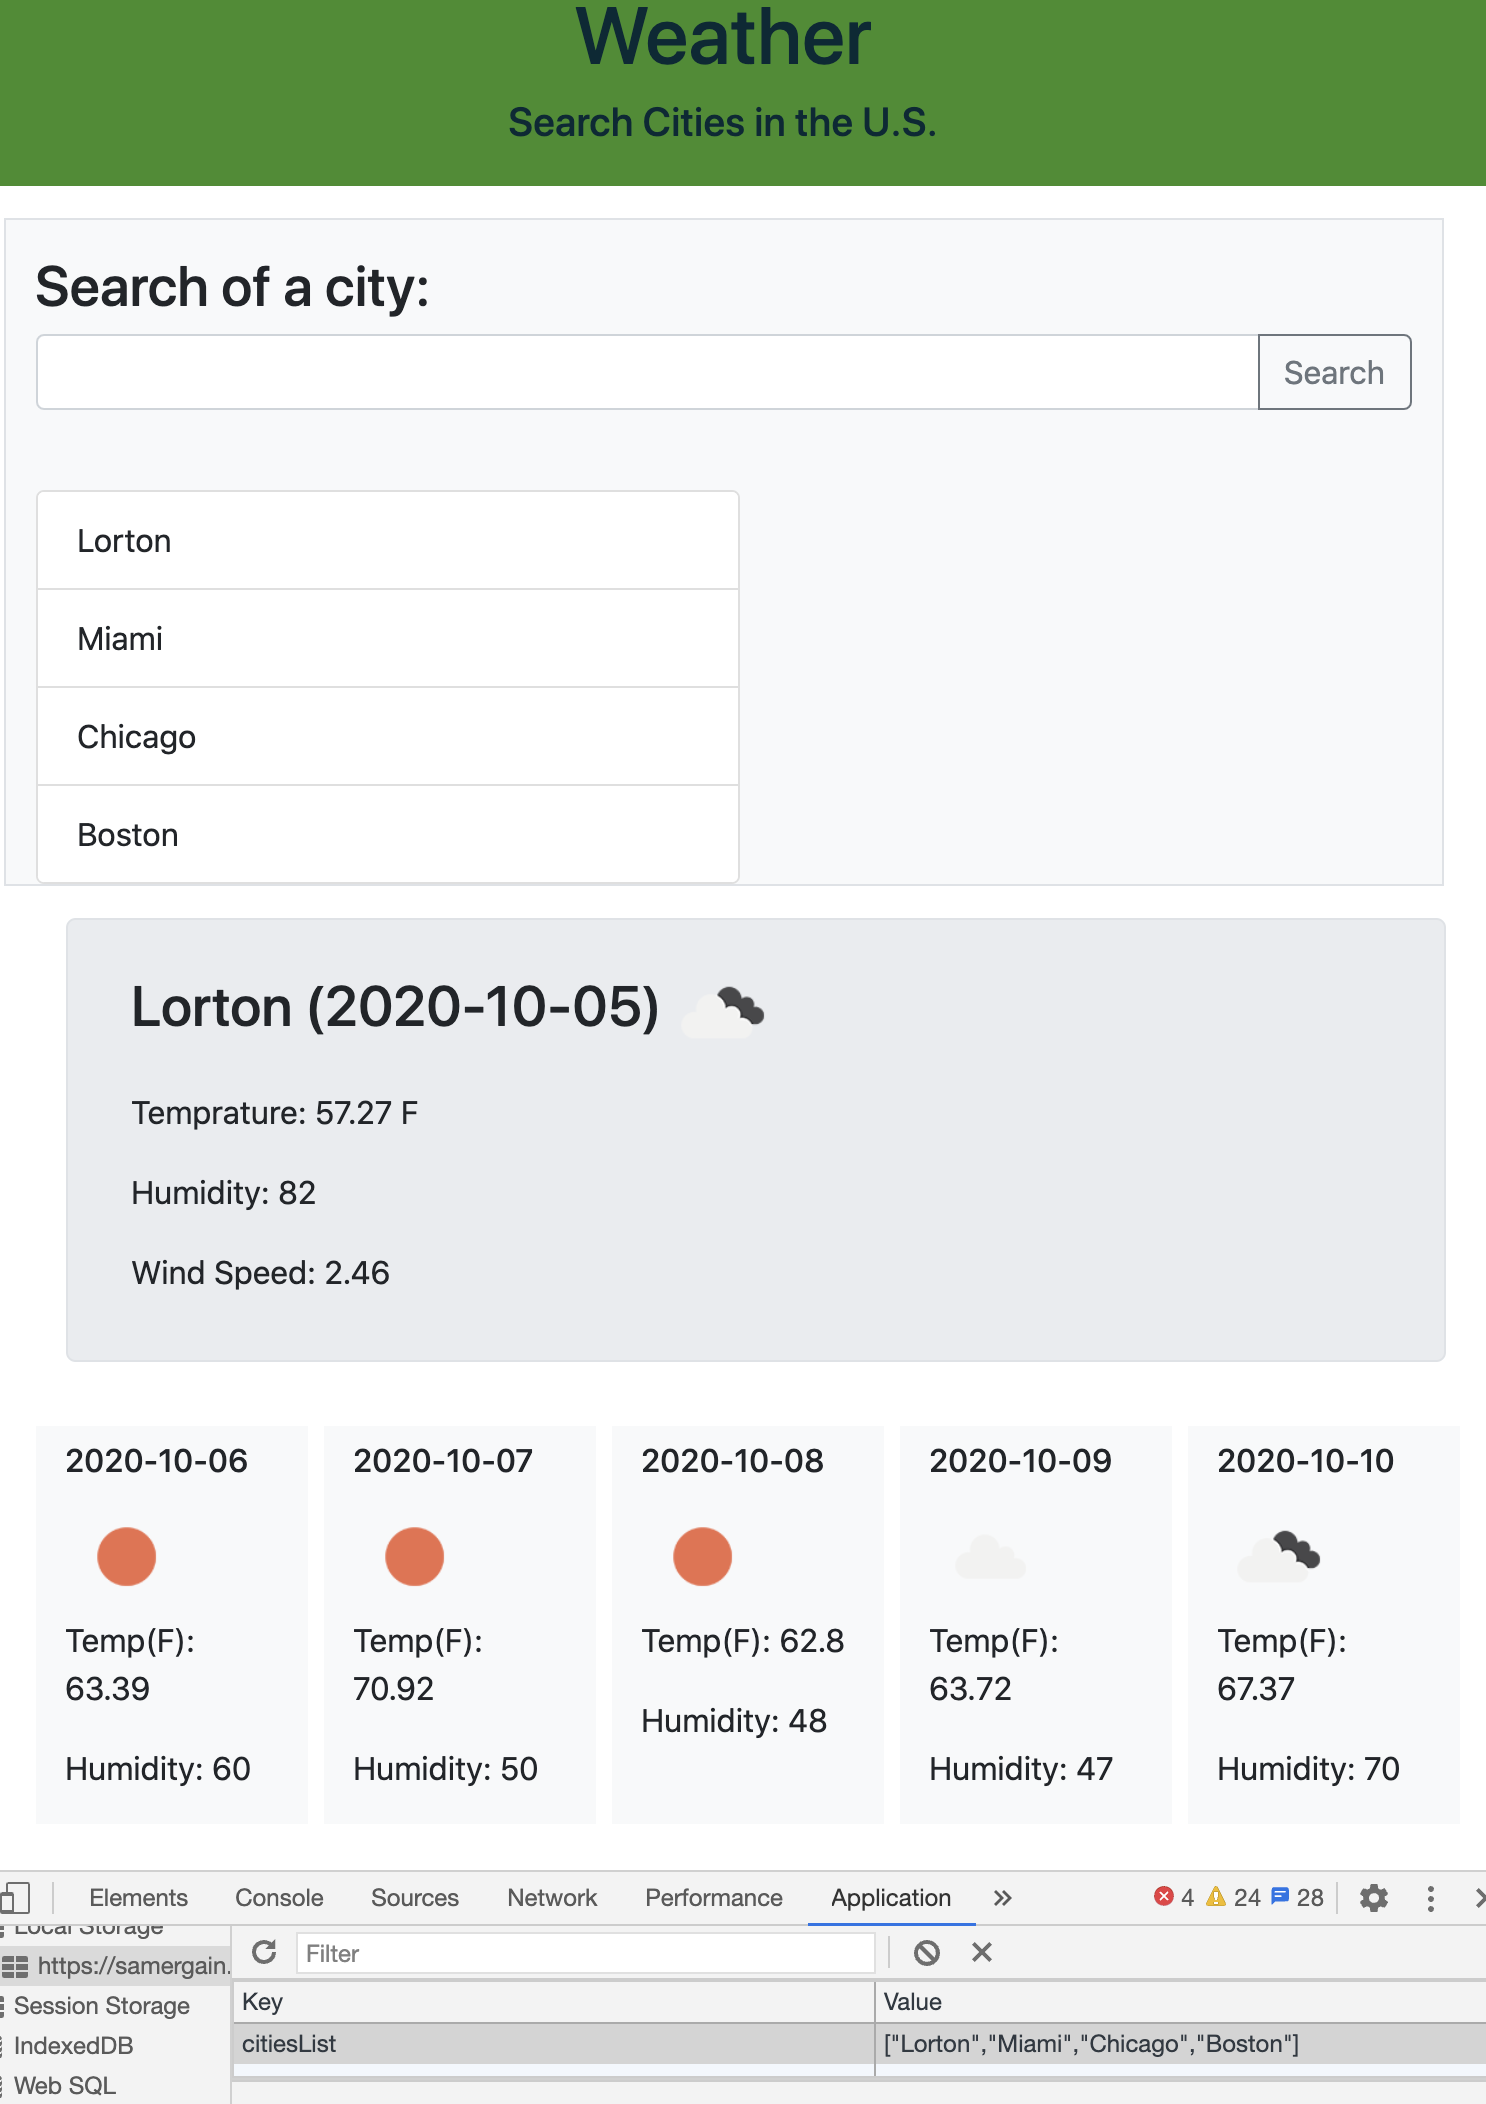 Weather
Search Cities in the U.S.
Search of a city:
Search
Lorton
Miami
Chicago
Boston
Lorton (2020-10-05)
Temprature: 57.27 F
Humidity: 82
Wind Speed: 2.46
2020-10-06
Temp(F):
63.39
Humidity: 60
2020-10-07
Temp(F):
70.92
Humidity: 50
2020-10-08
Temp(F): 62.8
Humidity: 48
2020-10-09
Temp(F):
63.72
Humidity: 47
2020-10-10
Temp(F):
67.37
Humidity: 70
Elements Console Sources Network Performance Application 4 24 28
Local Storage
https://samergain.
Session Storage
IndexedDB
Web SQL
Filter
Key Value
citiesList ["Lorton","Miami","Chicago","Boston"]